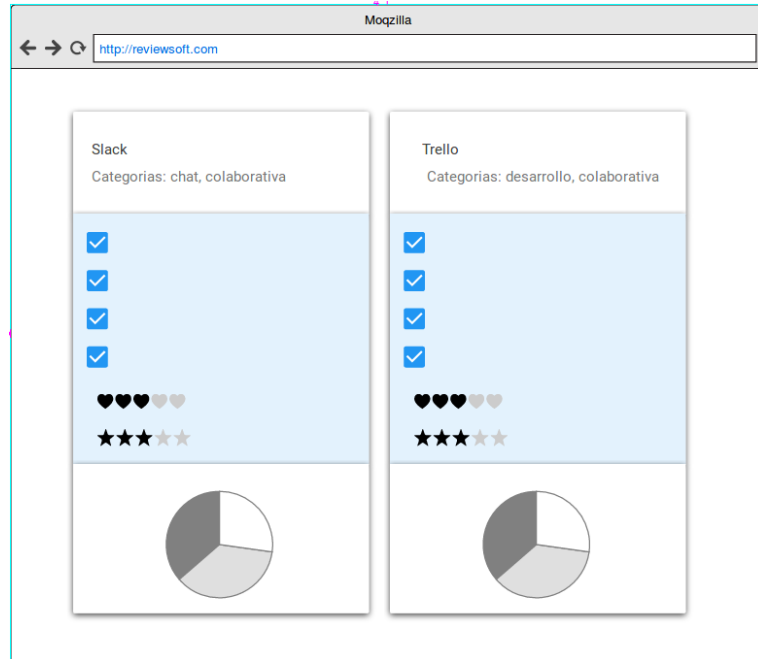 Moqzilla
http://reviewsoft.com
Slack
Categorias: chat, colaborativa
Trello
Categorias: desarrollo, colaborativa